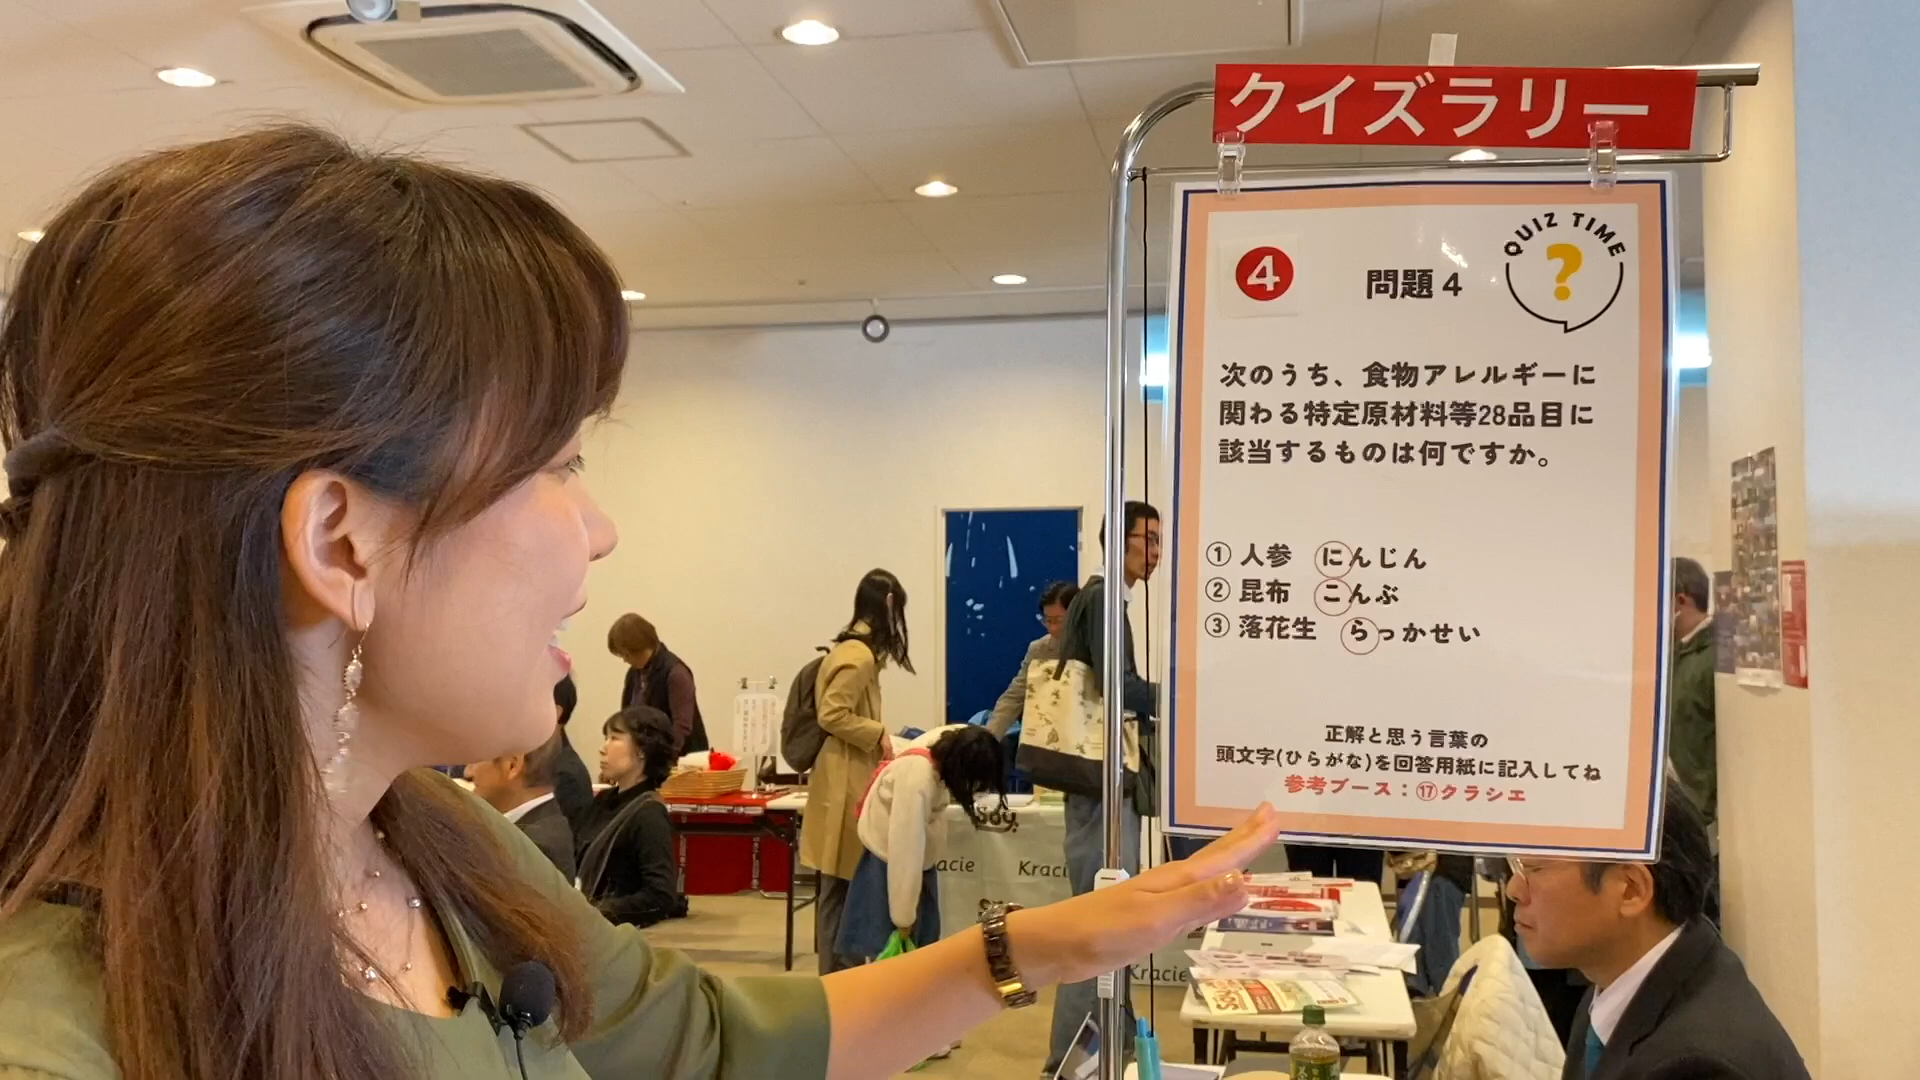 クイズラリー
QUIZ TIME
?
4
問題4
次のうち、食物アレルギーに
関わる特定原材料等28品目に
該当するものは何ですか。
① 人参 にんじん
② 昆布 こんぶ
③ 落花生 らっかせい
正解と思う言葉の
頭文字(ひらがな)を回答用紙に記入してね
参考ブース：⑰クラシエ
Soy.
acie
Kraci
Kracie